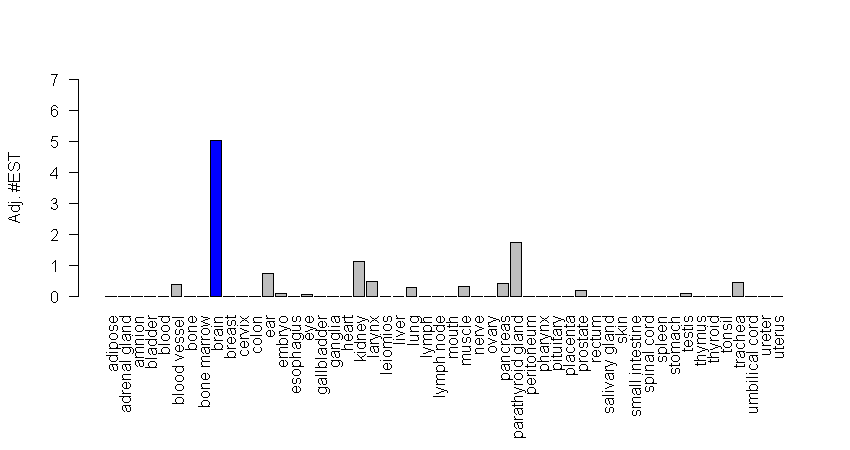 Adj. #EST
7
6
5
4
3
2
1
0
adipose
adrenal gland
amnion
bladder
blood
blood vessel
bone
bone marrow
brain
breast
cervix
colon
ear
embryo
esophagus
eye
gallbladder
ganglia
heart
kidney
larynx
leiomios
liver
lung
lymph
lymph node
mouth
muscle
nerve
ovary
pancreas
parathyroid gland
peritoneum
pharynx
pituitary
placenta
prostate
rectum
salivary gland
skin
small intestine
spinal cord
spleen
stomach
testis
thymus
thyroid
tonsil
trachea
umbilical cord
ureter
uterus